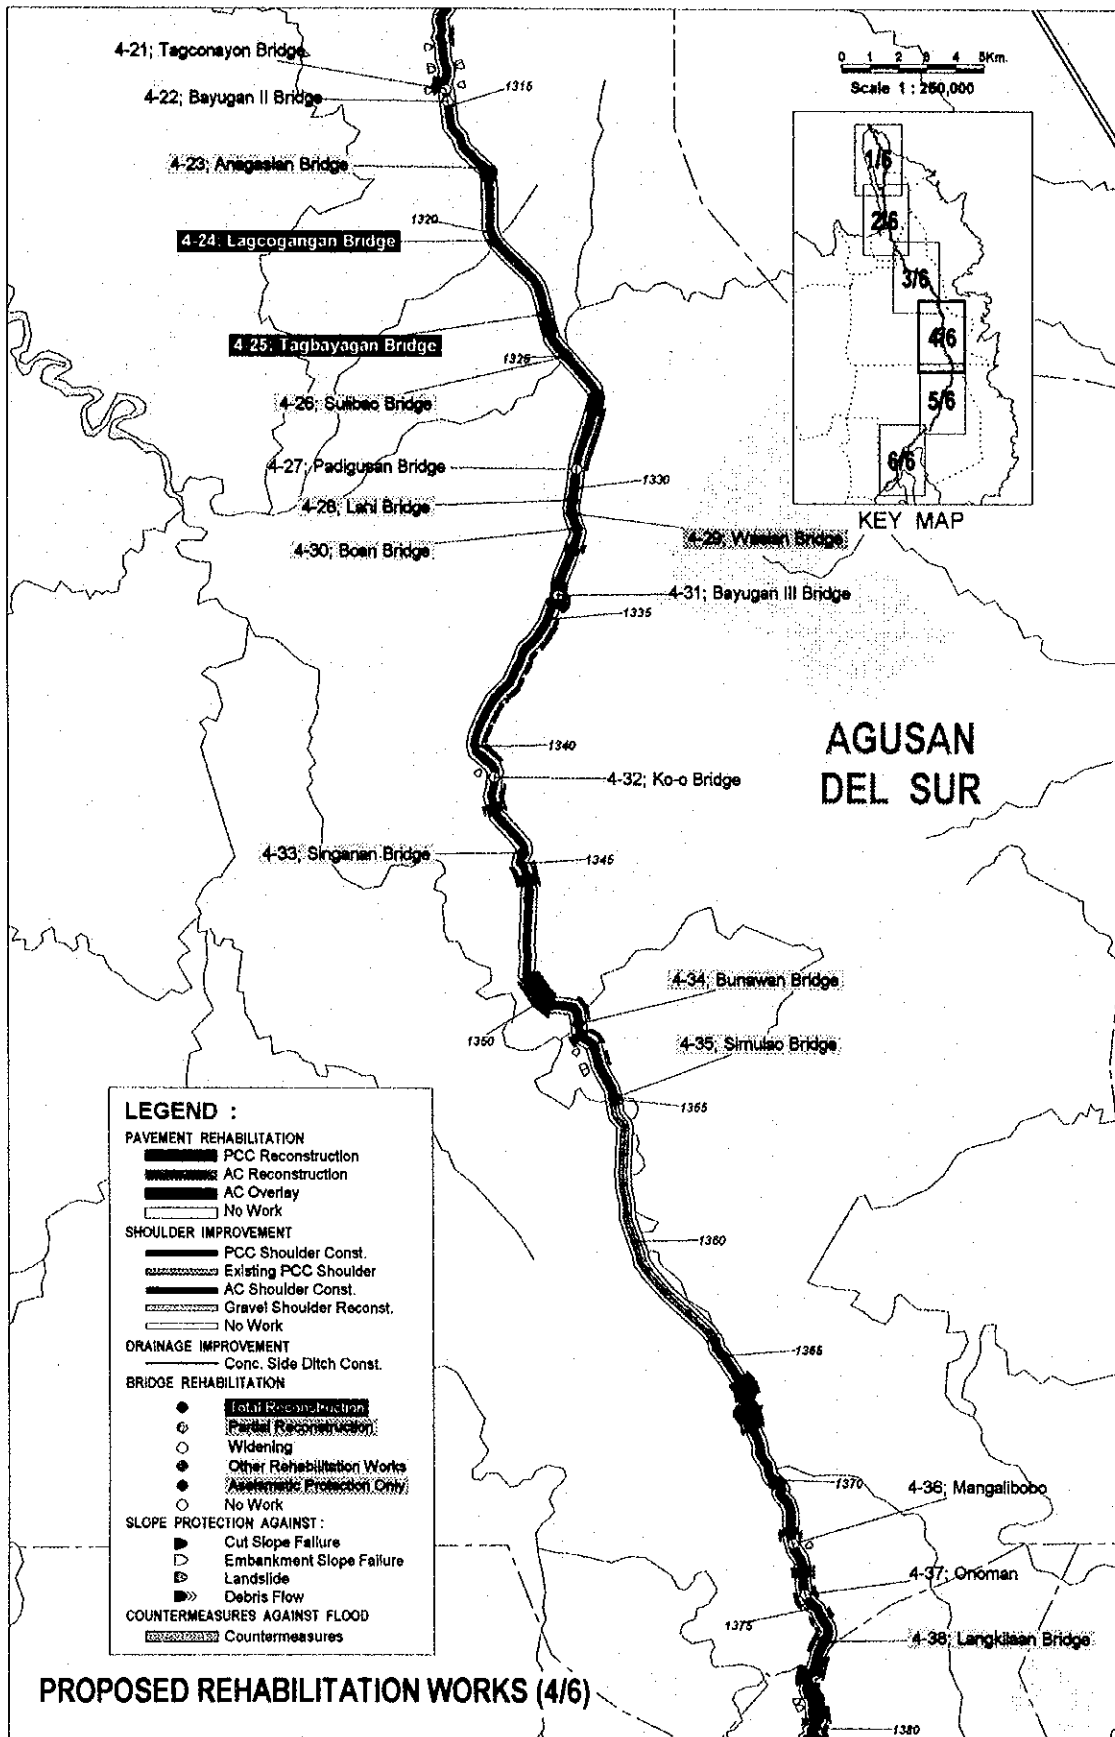 4-21; Tagconayon Bridge
4-22; Bayugan II Bridge
1315
4-23; Anagasian Bridge
1320
4-24; Lagcogangan Bridge
4-25; Tagbayagan Bridge
1325
4-26; Sulibao Bridge
4-27; Padigusan Bridge
1330
4-28; Lahi Bridge
4-29; Wasian Bridge
4-30; Boan Bridge
4-31; Bayugan III Bridge
1335
0 1 2 3 4 5Km.
Scale 1 : 250,000
1/6
2/6
3/6
4/6
5/6
6/6
KEY MAP
AGUSAN
DEL SUR
1340
4-32; Ko-o Bridge
4-33; Singanan Bridge
1345
4-34; Bunawan Bridge
1350
4-35; Simulao Bridge
1355
1360
1365
1370
4-36; Mangalibobo
4-37; Onoman
1375
4-38; Langkilaan Bridge
1380
LEGEND :
PAVEMENT REHABILITATION
PCC Reconstruction
AC Reconstruction
AC Overlay
No Work
SHOULDER IMPROVEMENT
PCC Shoulder Const.
Existing PCC Shoulder
AC Shoulder Const.
Gravel Shoulder Reconst.
No Work
DRAINAGE IMPROVEMENT
Conc. Side Ditch Const.
BRIDGE REHABILITATION
Total Reconstruction
Partial Reconstruction
Widening
Other Rehabilitation Works
Aseismatic Protection Only
No Work
SLOPE PROTECTION AGAINST :
Cut Slope Failure
Embankment Slope Failure
Landslide
Debris Flow
COUNTERMEASURES AGAINST FLOOD
Countermeasures
PROPOSED REHABILITATION WORKS (4/6)